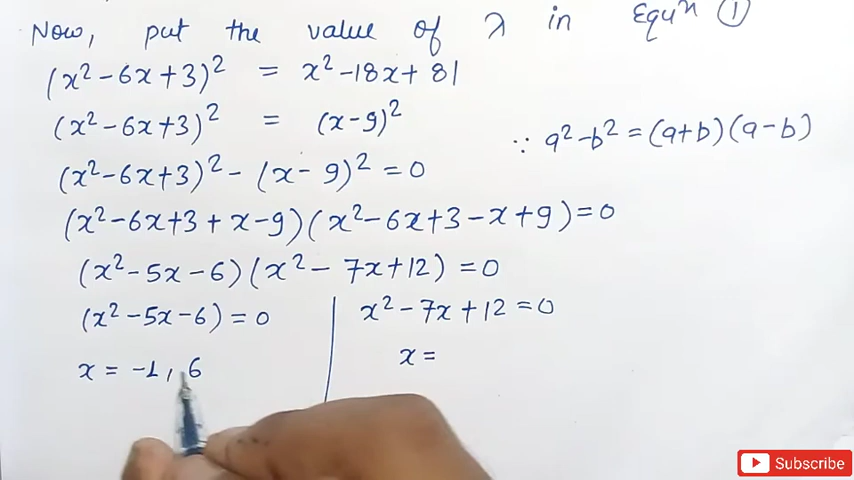 Now, put the value of λ in Equⁿ ①
(x²-6x+3)² = x²-18x+81
(x²-6x+3)² = (x-9)²
∵ a²-b² = (a+b)(a-b)
(x²-6x+3)² - (x-9)² = 0
(x²-6x+3+x-9)(x²-6x+3-x+9) = 0
(x²-5x-6)(x²-7x+12) = 0
(x²-5x-6) = 0
x = -1, 6
x²-7x+12 = 0
x =
Subscribe